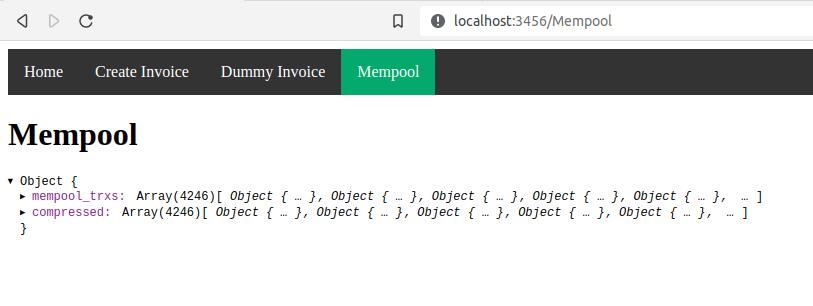 localhost:3456/Mempool
Home Create Invoice Dummy Invoice Mempool
Mempool
▼ Object {
▶ mempool_trxs: Array(4246)[ Object { … }, Object { … }, Object { … }, Object { … }, Object { … }, … ]
▶ compressed: Array(4246)[ Object { … }, Object { … }, Object { … }, Object { … }, Object { … }, … ]
}